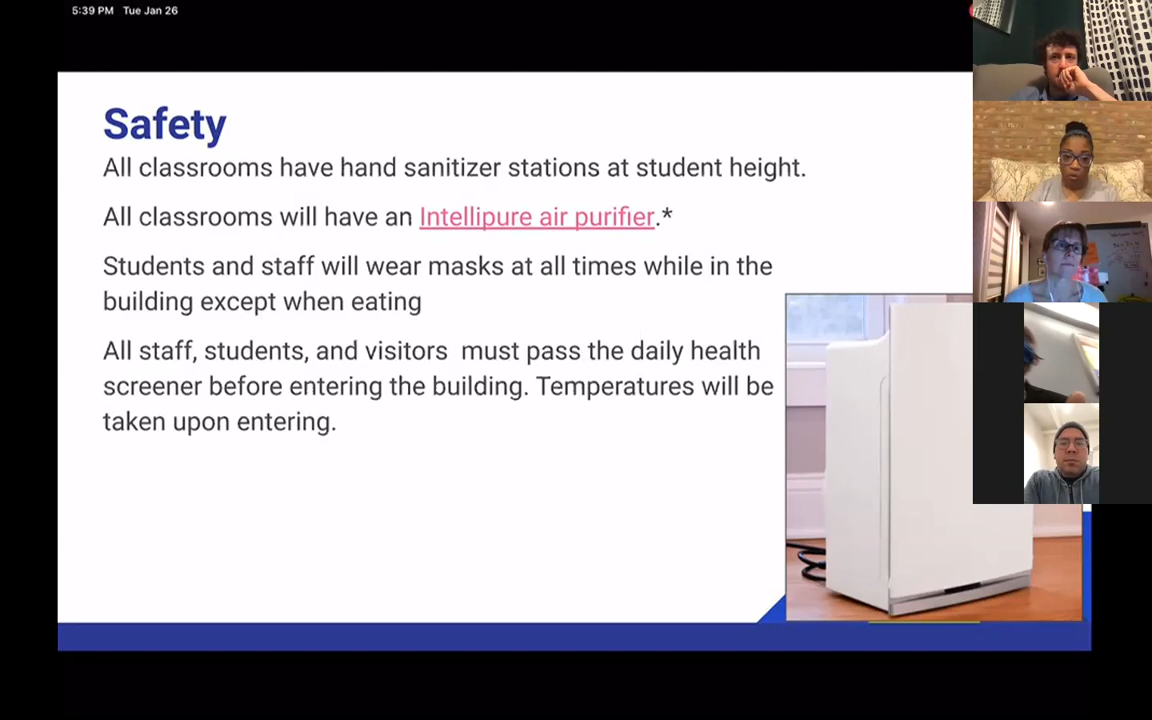 5:39 PM Tue Jan 26
Safety
All classrooms have hand sanitizer stations at student height.
All classrooms will have an Intellipure air purifier.*
Students and staff will wear masks at all times while in the
building except when eating
All staff, students, and visitors must pass the daily health
screener before entering the building. Temperatures will be
taken upon entering.